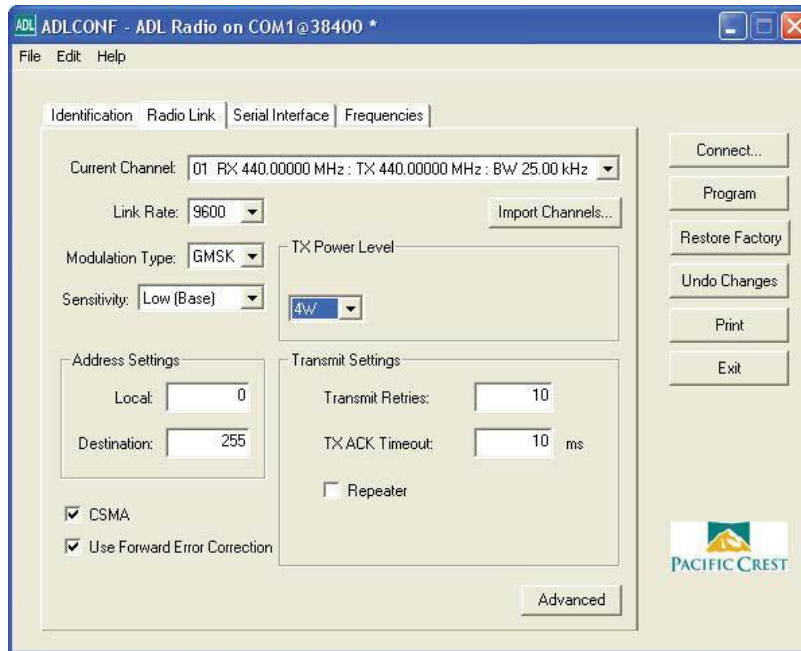 ADL ADLCONF - ADL Radio on COM1@38400 *
File Edit Help
Identification Radio Link Serial Interface Frequencies
Current Channel: 01 RX 440.00000 MHz : TX 440.00000 MHz : BW 25.00 kHz
Link Rate: 9600
Import Channels...
Modulation Type: GMSK
Sensitivity: Low (Base)
TX Power Level
4W
Address Settings
Local: 0
Destination: 255
Transmit Settings
Transmit Retries: 10
TX ACK Timeout: 10 ms
Repeater
CSMA
Use Forward Error Correction
Advanced
Connect...
Program
Restore Factory
Undo Changes
Print
Exit
PACIFIC CREST